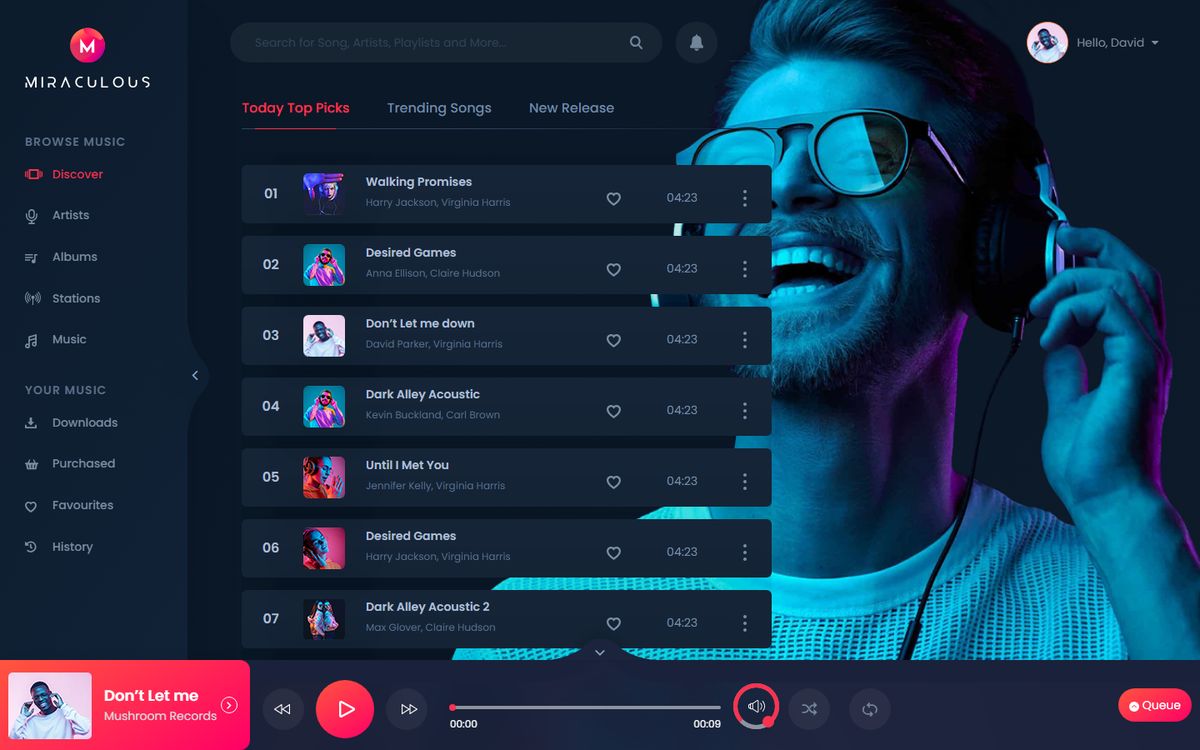 M
MIRACULOUS
BROWSE MUSIC
Discover
Artists
Albums
Stations
Music
YOUR MUSIC
Downloads
Purchased
Favourites
History
Search for Song, Artists, Playlists and More...
Hello, David
Today Top Picks
Trending Songs
New Release
01
Walking Promises
Harry Jackson, Virginia Harris
04:23
02
Desired Games
Anna Ellison, Claire Hudson
04:23
03
Don’t Let me down
David Parker, Virginia Harris
04:23
04
Dark Alley Acoustic
Kevin Buckland, Carl Brown
04:23
05
Until I Met You
Jennifer Kelly, Virginia Harris
04:23
06
Desired Games
Harry Jackson, Virginia Harris
04:23
07
Dark Alley Acoustic 2
Max Glover, Claire Hudson
04:23
Don’t Let me
Mushroom Records
00:00
00:09
Queue